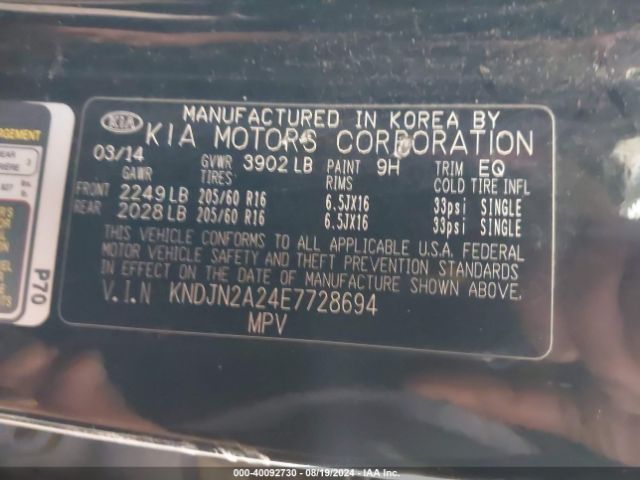 MANUFACTURED IN KOREA BY
KIA KIA MOTORS CORPORATION
03/14 GVWR 3902 LB PAINT 9H TRIM EQ
GAWR TIRES RIMS COLD TIRE INFL
FRONT 2249 LB 205/60 R16 6.5JX16 33psi SINGLE
REAR 2028 LB 205/60 R16 6.5JX16 33psi SINGLE
THIS VEHICLE CONFORMS TO ALL APPLICABLE U.S.A. FEDERAL
MOTOR VEHICLE SAFETY AND THEFT PREVENTION STANDARDS
IN EFFECT ON THE DATE OF MANUFACTURE SHOWN ABOVE.
V.I.N KNDJN2A24E7728694
MPV
P70
000-40092730 - 08/19/2024 - IAA Inc.